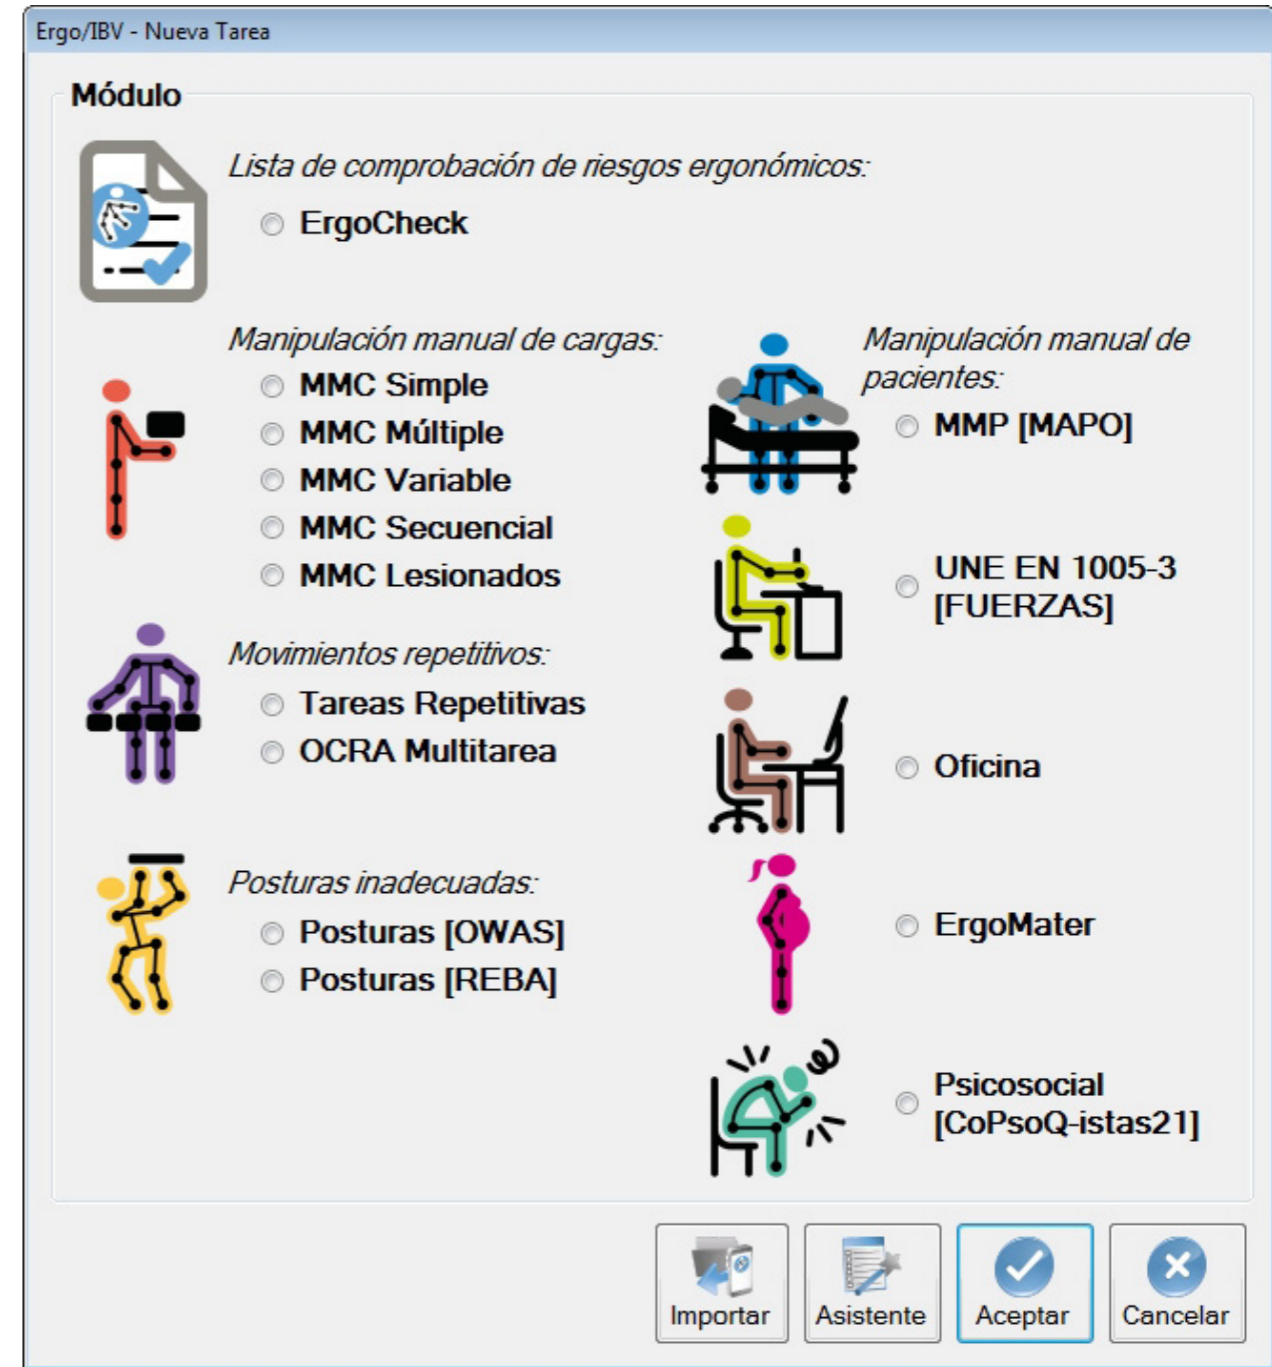 Ergo/IBV - Nueva Tarea
Módulo
Lista de comprobación de riesgos ergonómicos:
ErgoCheck
Manipulación manual de cargas:
MMC Simple
MMC Múltiple
MMC Variable
MMC Secuencial
MMC Lesionados
Movimientos repetitivos:
Tareas Repetitivas
OCRA Multitarea
Posturas inadecuadas:
Posturas [OWAS]
Posturas [REBA]
Manipulación manual de
pacientes:
MMP [MAPO]
UNE EN 1005-3
[FUERZAS]
Oficina
ErgoMater
Psicosocial
[CoPsoQ-istas21]
Importar
Asistente
Aceptar
Cancelar